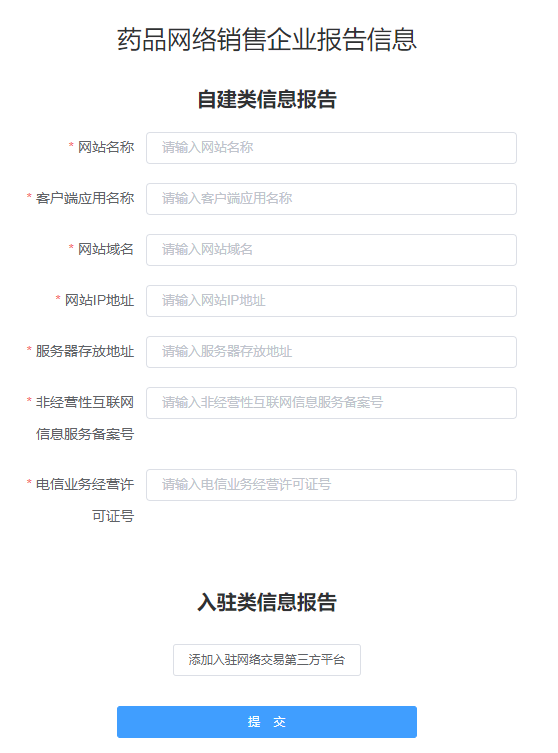 药品网络销售企业报告信息
自建类信息报告
* 网站名称 请输入网站名称
* 客户端应用名称 请输入客户端应用名称
* 网站域名 请输入网站域名
* 网站IP地址 请输入网站IP地址
* 服务器存放地址 请输入服务器存放地址
* 非经营性互联网 请输入非经营性互联网信息服务备案号
信息服务备案号
* 电信业务经营许 请输入电信业务经营许可证号
可证号
入驻类信息报告
添加入驻网络交易第三方平台
提 交